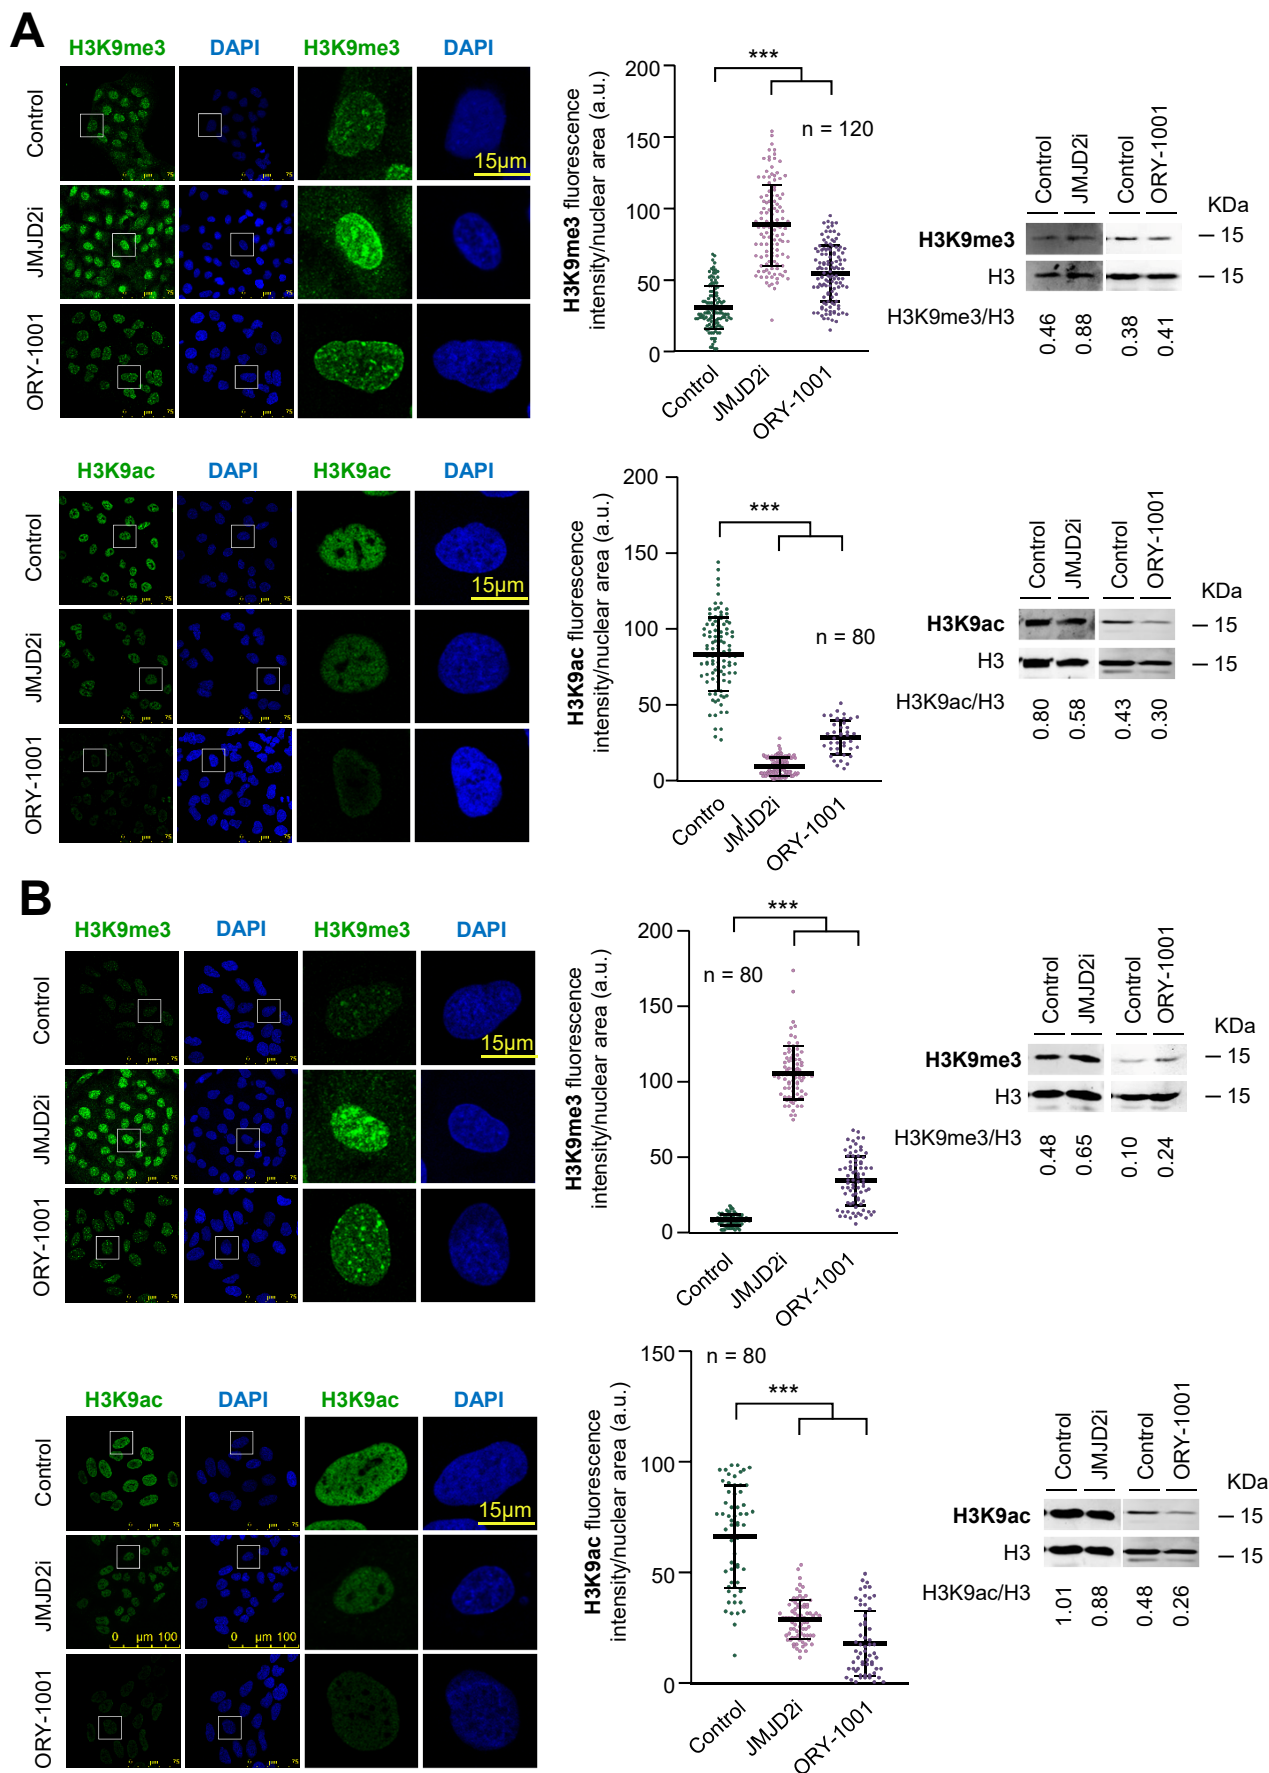 A
H3K9me3 DAPI H3K9me3 DAPI
Control
15µm
JMJD2i
ORY-1001
H3K9me3 fluorescence
intensity/nuclear area (a.u.)
200
150
100
50
0
***
n = 120
Control JMJD2i ORY-1001
Control JMJD2i Control ORY-1001
KDa
H3K9me3 – 15
H3 – 15
H3K9me3/H3 0.46 0.88 0.38 0.41
H3K9ac DAPI H3K9ac DAPI
Control
15µm
JMJD2i
ORY-1001
H3K9ac fluorescence
intensity/nuclear area (a.u.)
200
150
100
50
0
***
n = 80
Control JMJD2i ORY-1001
Control JMJD2i Control ORY-1001
KDa
H3K9ac – 15
H3 – 15
H3K9ac/H3 0.80 0.58 0.43 0.30
B
H3K9me3 DAPI H3K9me3 DAPI
Control
15µm
JMJD2i
ORY-1001
H3K9me3 fluorescence
intensity/nuclear area (a.u.)
200
150
100
50
0
***
n = 80
Control JMJD2i ORY-1001
Control JMJD2i Control ORY-1001
KDa
H3K9me3 – 15
H3 – 15
H3K9me3/H3 0.48 0.65 0.10 0.24
H3K9ac DAPI H3K9ac DAPI
Control
15µm
JMJD2i
0 µm 100 0 µm 100
ORY-1001
H3K9ac fluorescence
intensity/nuclear area (a.u.)
150
100
50
0
n = 80
***
Control JMJD2i ORY-1001
Control JMJD2i Control ORY-1001
KDa
H3K9ac – 15
H3 – 15
H3K9ac/H3 1.01 0.88 0.48 0.26